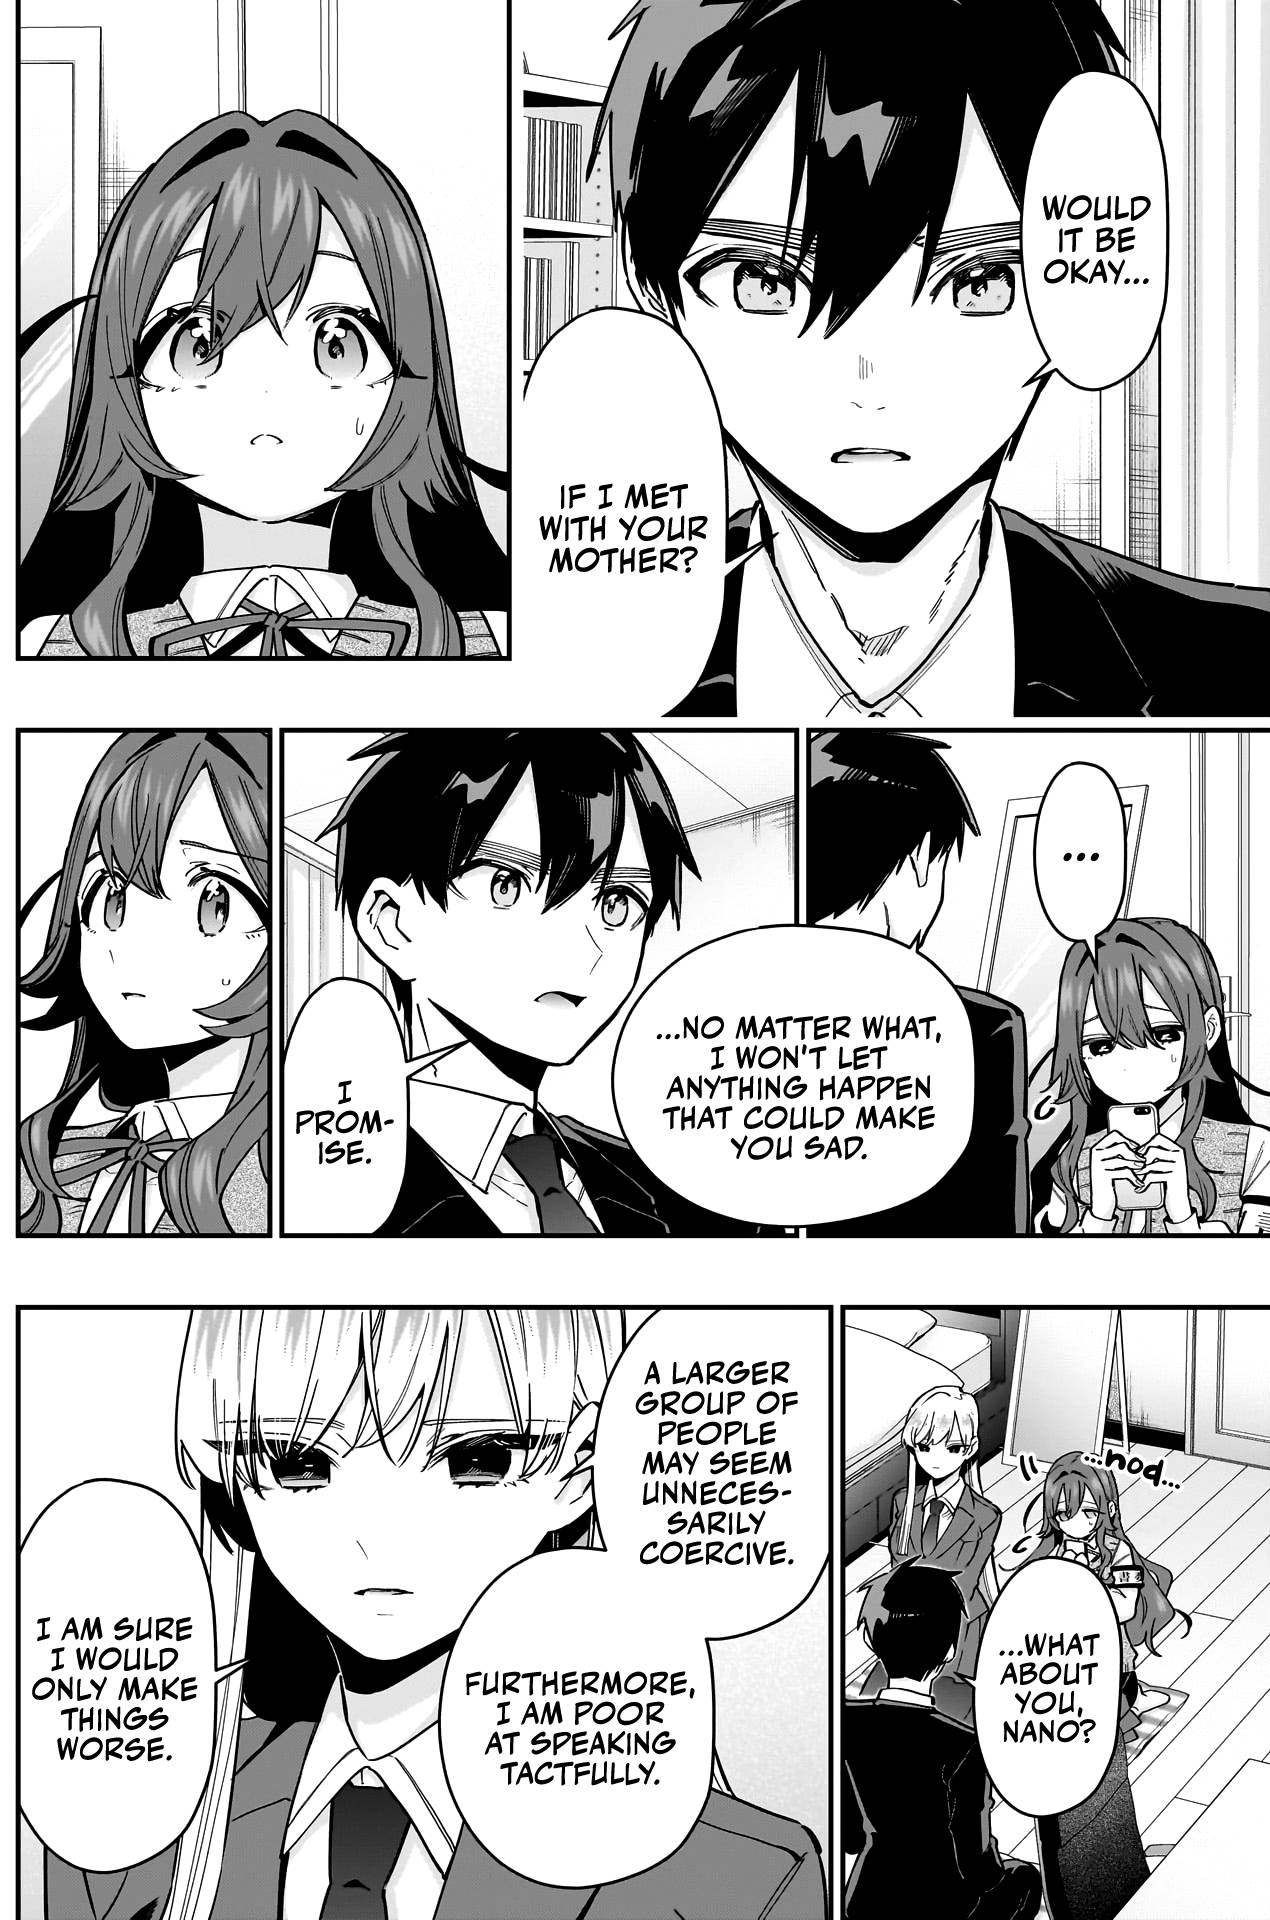 WOULD
IT BE
OKAY...
IF I MET
WITH YOUR
MOTHER?
...
...NO MATTER WHAT,
I WON'T LET
ANYTHING HAPPEN
THAT COULD MAKE
YOU SAD.
I
PROM-
ISE.
...nod...
...WHAT
ABOUT
YOU,
NANO?
A LARGER
GROUP OF
PEOPLE
MAY SEEM
UNNECES-
SARILY
COERCIVE.
FURTHERMORE,
I AM POOR
AT SPEAKING
TACTFULLY.
I AM SURE
I WOULD
ONLY MAKE
THINGS
WORSE.